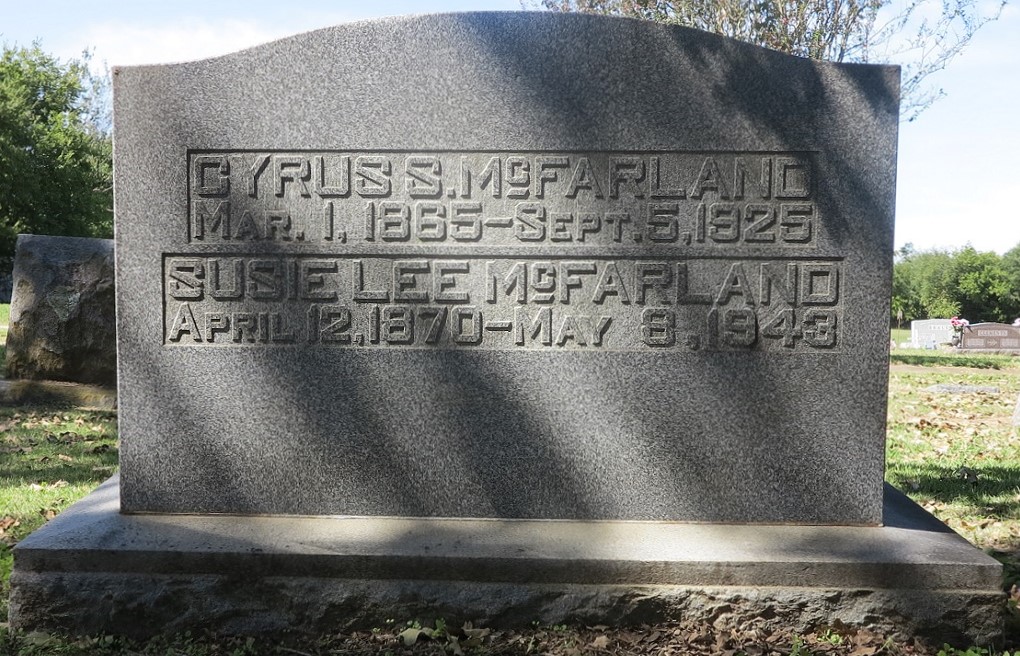 CYRUS S. McFARLAND
MAR. 1, 1865–SEPT. 5, 1925
SUSIE LEE McFARLAND
APRIL 12, 1870–MAY 8, 1943